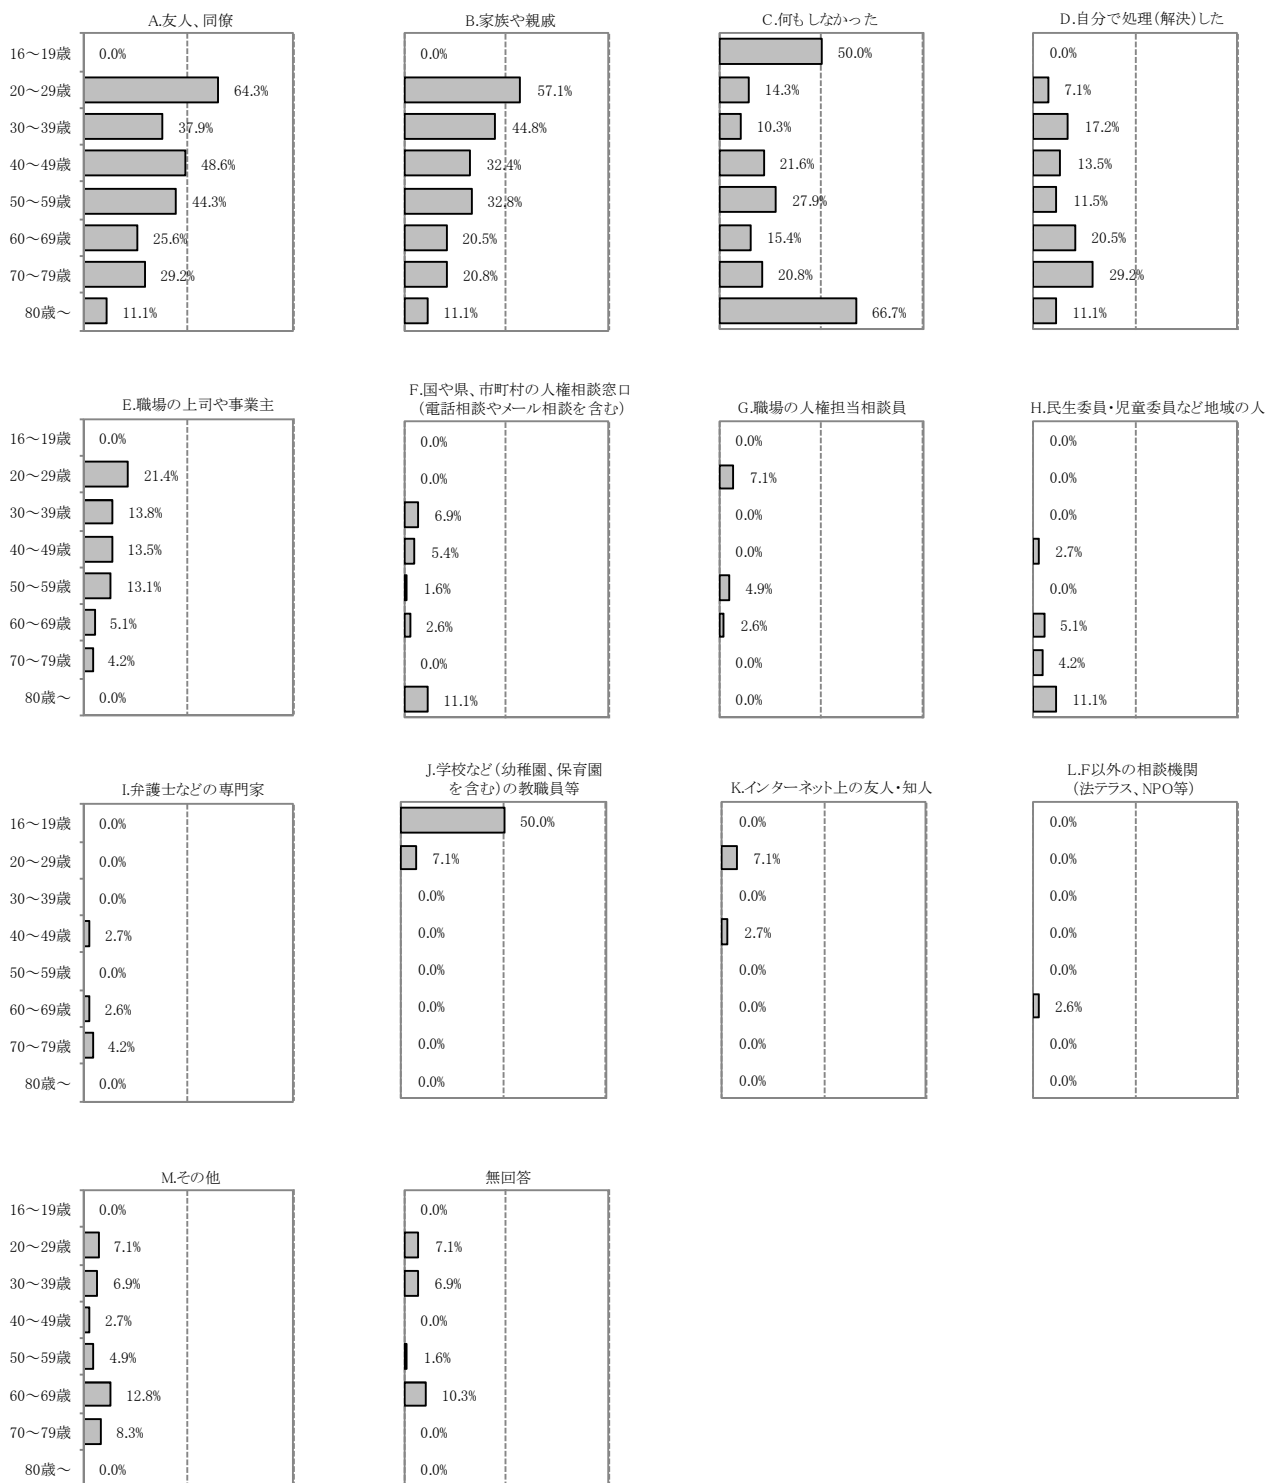 A.友人、同僚
16～19歳 0.0%
20～29歳 64.3%
30～39歳 37.9%
40～49歳 48.6%
50～59歳 44.3%
60～69歳 25.6%
70～79歳 29.2%
80歳～ 11.1%
B.家族や親戚
0.0%
57.1%
44.8%
32.4%
32.8%
20.5%
20.8%
11.1%
C.何もしなかった
50.0%
14.3%
10.3%
21.6%
27.9%
15.4%
20.8%
66.7%
D.自分で処理(解決)した
0.0%
7.1%
17.2%
13.5%
11.5%
20.5%
29.2%
11.1%
E.職場の上司や事業主
16～19歳 0.0%
20～29歳 21.4%
30～39歳 13.8%
40～49歳 13.5%
50～59歳 13.1%
60～69歳 5.1%
70～79歳 4.2%
80歳～ 0.0%
F.国や県、市町村の人権相談窓口
（電話相談やメール相談を含む）
0.0%
0.0%
6.9%
5.4%
1.6%
2.6%
0.0%
11.1%
G.職場の人権担当相談員
0.0%
7.1%
0.0%
0.0%
4.9%
2.6%
0.0%
0.0%
H.民生委員・児童委員など地域の人
0.0%
0.0%
0.0%
2.7%
0.0%
5.1%
4.2%
11.1%
I.弁護士などの専門家
16～19歳 0.0%
20～29歳 0.0%
30～39歳 0.0%
40～49歳 2.7%
50～59歳 0.0%
60～69歳 2.6%
70～79歳 4.2%
80歳～ 0.0%
J.学校など（幼稚園、保育園
を含む）の教職員等
50.0%
7.1%
0.0%
0.0%
0.0%
0.0%
0.0%
0.0%
K.インターネット上の友人・知人
0.0%
7.1%
0.0%
2.7%
0.0%
0.0%
0.0%
0.0%
L.F以外の相談機関
（法テラス、NPO等）
0.0%
0.0%
0.0%
0.0%
0.0%
2.6%
0.0%
0.0%
M.その他
16～19歳 0.0%
20～29歳 7.1%
30～39歳 6.9%
40～49歳 2.7%
50～59歳 4.9%
60～69歳 12.8%
70～79歳 8.3%
80歳～ 0.0%
無回答
0.0%
7.1%
6.9%
0.0%
1.6%
10.3%
0.0%
0.0%